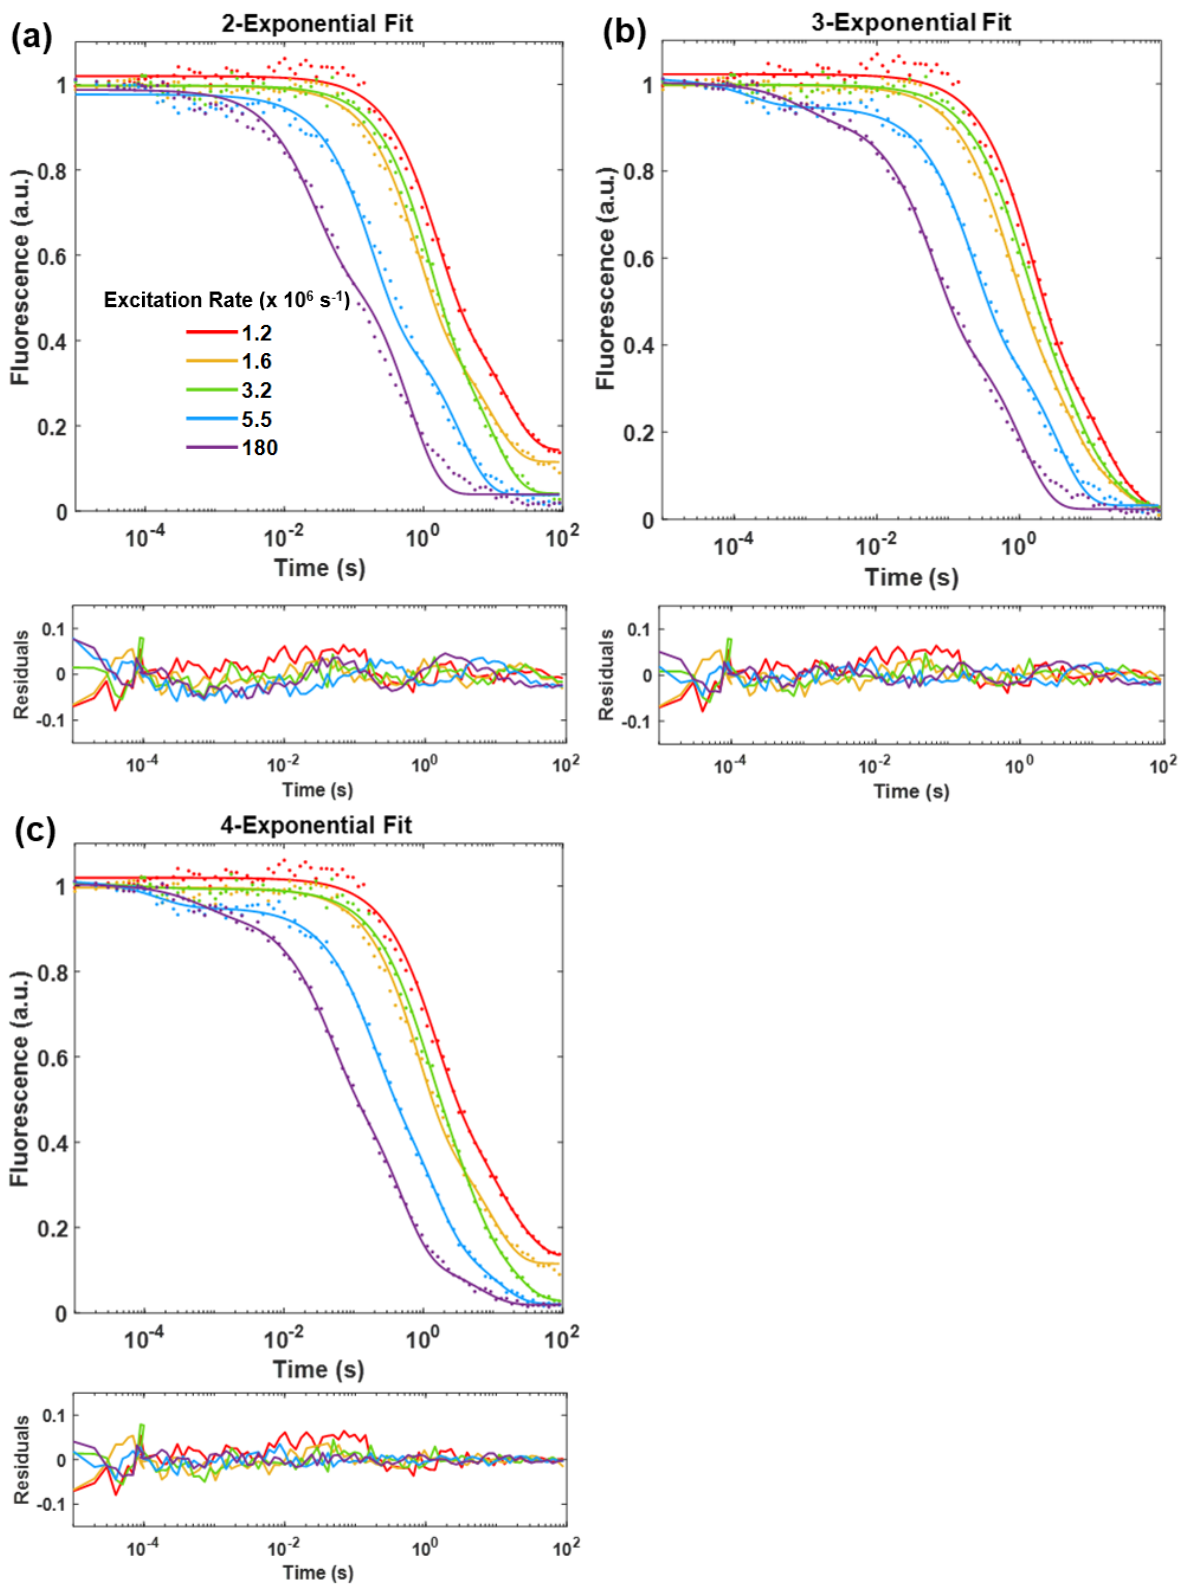 (a)
2-Exponential Fit
Fluorescence (a.u.)
1
0.8
0.6
0.4
0.2
0
Excitation Rate (x 10⁶ s⁻¹)
1.2
1.6
3.2
5.5
180
10⁻⁴
10⁻²
10⁰
10²
Time (s)
Residuals
0.1
0
-0.1
10⁻⁴
10⁻²
10⁰
10²
Time (s)
(b)
3-Exponential Fit
Fluorescence (a.u.)
1
0.8
0.6
0.4
0.2
0
10⁻⁴
10⁻²
10⁰
Time (s)
Residuals
0.1
0
-0.1
10⁻⁴
10⁻²
10⁰
10²
Time (s)
(c)
4-Exponential Fit
Fluorescence (a.u.)
1
0.8
0.6
0.4
0.2
0
10⁻⁴
10⁻²
10⁰
10²
Time (s)
Residuals
0.1
0
-0.1
10⁻⁴
10⁻²
10⁰
10²
Time (s)